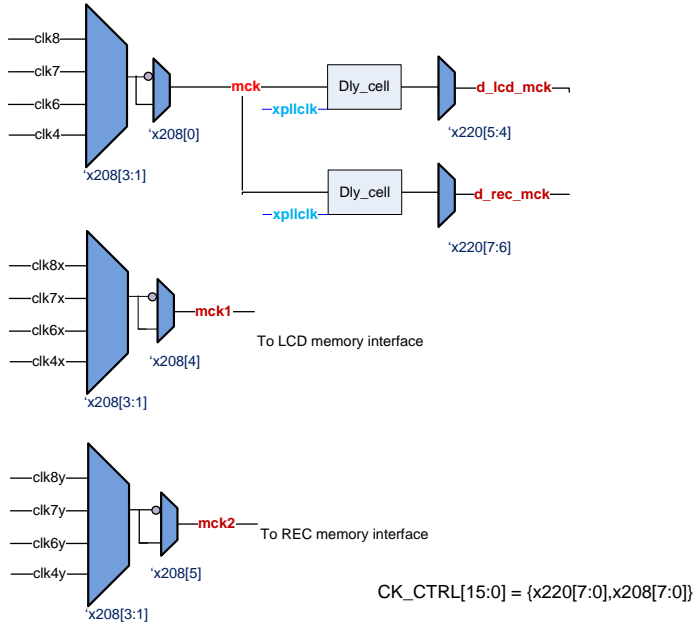 clk8
clk7
clk6
clk4
‘x208[3:1]
‘x208[0]
mck
xpllclk
Dly_cell
‘x220[5:4]
d_lcd_mck
xpllclk
Dly_cell
‘x220[7:6]
d_rec_mck
clk8x
clk7x
clk6x
clk4x
‘x208[3:1]
‘x208[4]
mck1
To LCD memory interface
clk8y
clk7y
clk6y
clk4y
‘x208[3:1]
‘x208[5]
mck2
To REC memory interface
CK_CTRL[15:0] = {x220[7:0],x208[7:0]}